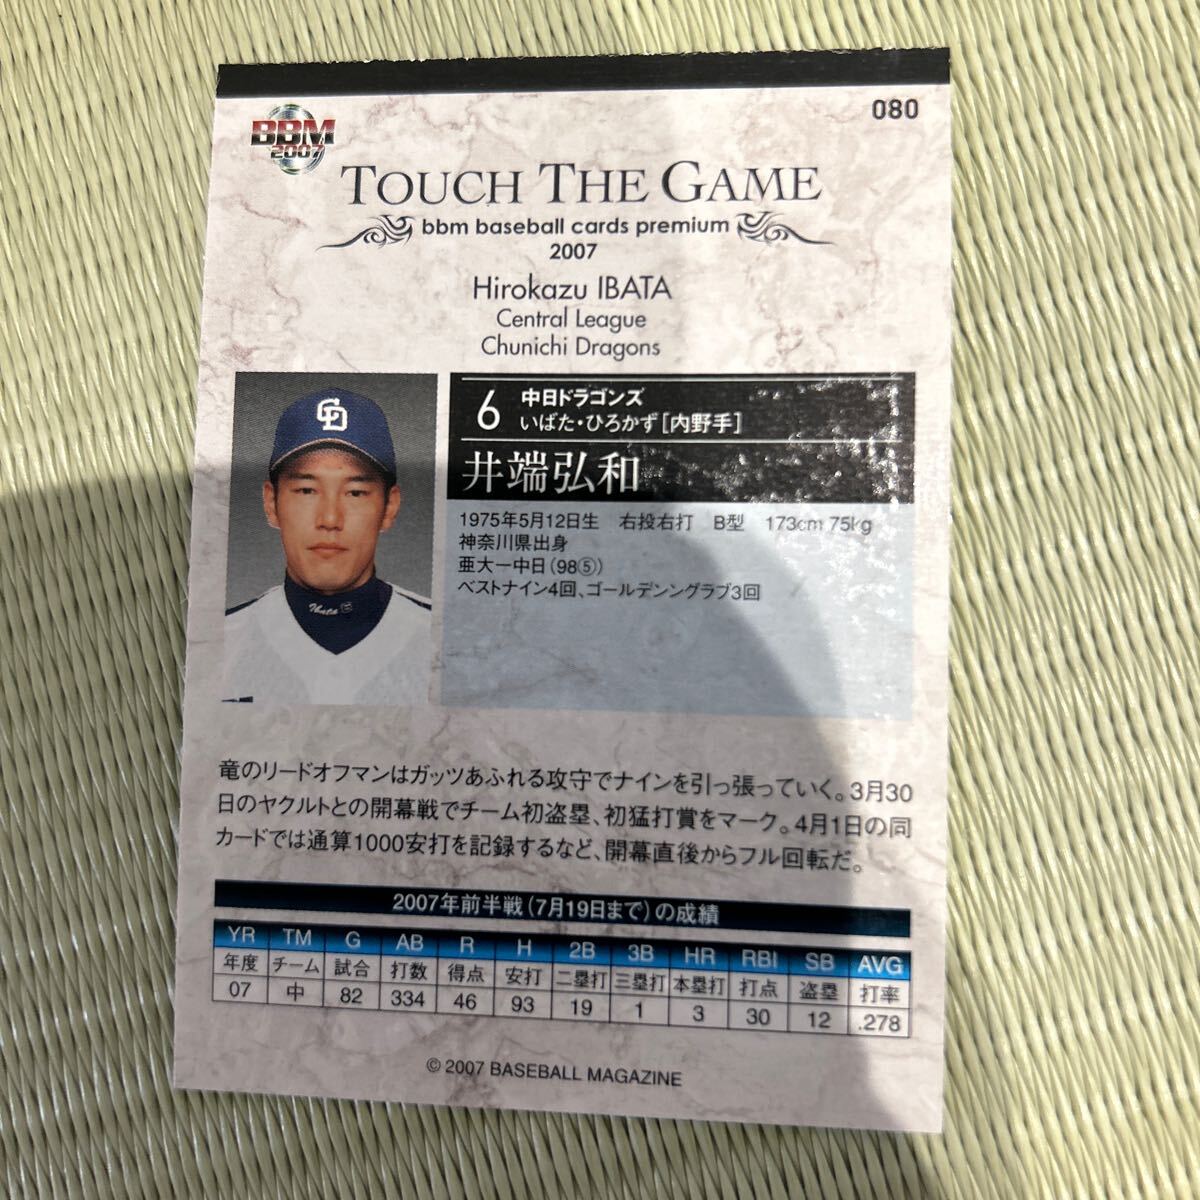 080
BBM
2007
TOUCH THE GAME
bbm baseball cards premium
2007
Hirokazu IBATA
Central League
Chunichi Dragons
6 中日ドラゴンズ
いばた・ひろかず[内野手]
井端弘和
1975年5月12日生 右投右打 B型 173cm 75kg
神奈川県出身
亜大ー中日(98⑤)
ベストナイン4回、ゴールデングラブ3回
竜のリードオフマンはガッツあふれる攻守でナインを引っ張っていく。3月30
日のヤクルトとの開幕戦でチーム初盗塁、初猛打賞をマーク。4月1日の同
カードでは通算1000安打を記録するなど、開幕直後からフル回転だ。
2007年前半戦(7月19日まで)の成績
YR TM G AB R H 2B 3B HR RBI SB AVG
年度 チーム 試合 打数 得点 安打 二塁打 三塁打 本塁打 打点 盗塁 打率
07 中 82 334 46 93 19 1 3 30 12 .278
© 2007 BASEBALL MAGAZINE